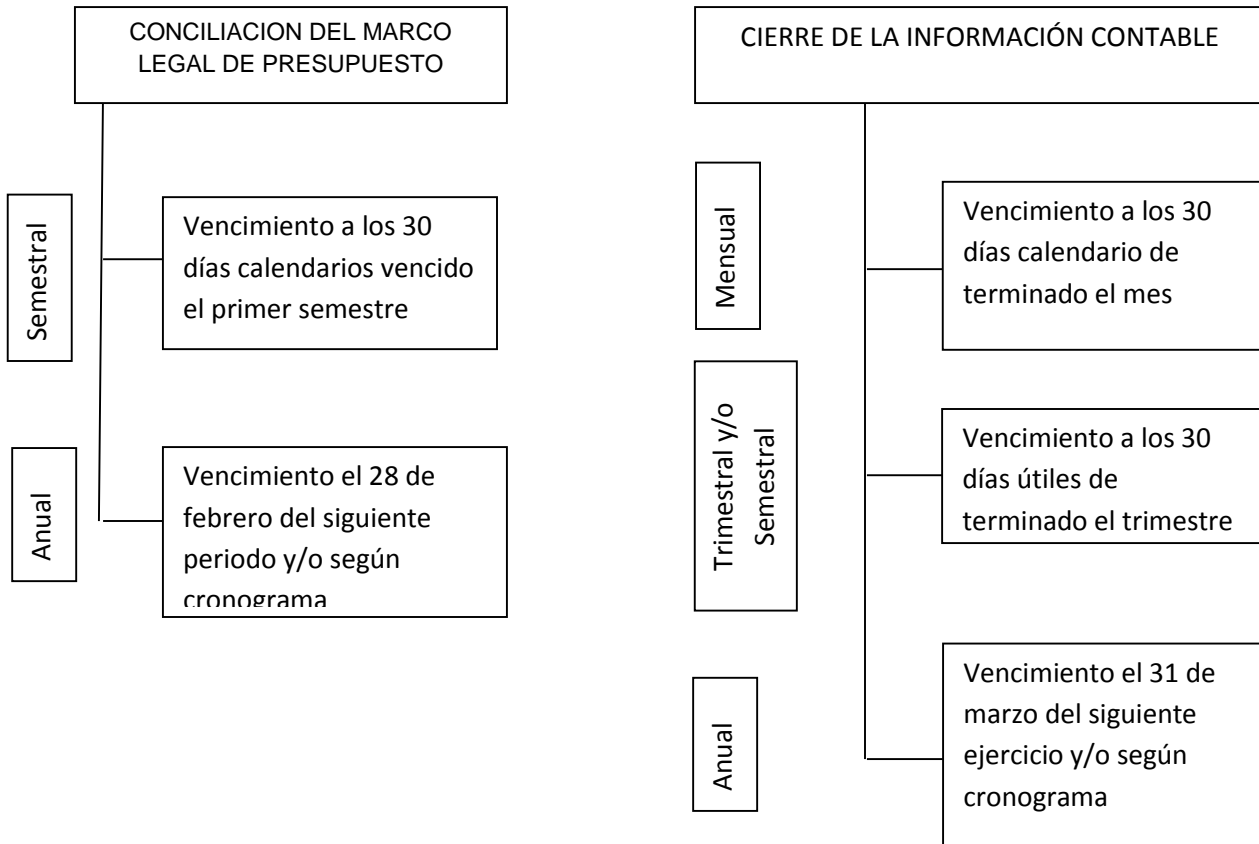 CONCILIACION DEL MARCO
LEGAL DE PRESUPUESTO
Semestral
Vencimiento a los 30
días calendarios vencido
el primer semestre
Anual
Vencimiento el 28 de
febrero del siguiente
periodo y/o según
cronograma
CIERRE DE LA INFORMACIÓN CONTABLE
Mensual
Vencimiento a los 30
días calendario de
terminado el mes
Trimestral y/o
Semestral
Vencimiento a los 30
días útiles de
terminado el trimestre
Anual
Vencimiento el 31 de
marzo del siguiente
ejercicio y/o según
cronograma